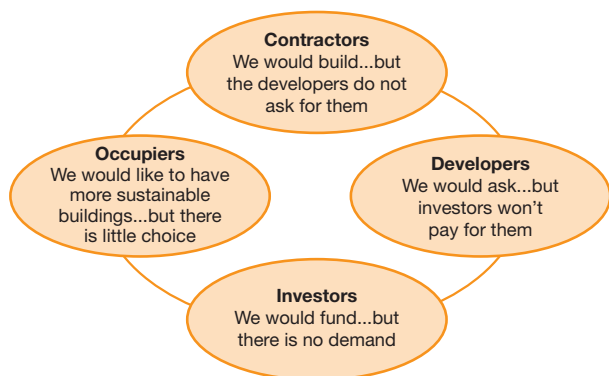 Contractors
We would build...but
the developers do not
ask for them
Occupiers
We would like to have
more sustainable
buildings...but there
is little choice
Developers
We would ask...but
investors won’t
pay for them
Investors
We would fund...but
there is no demand